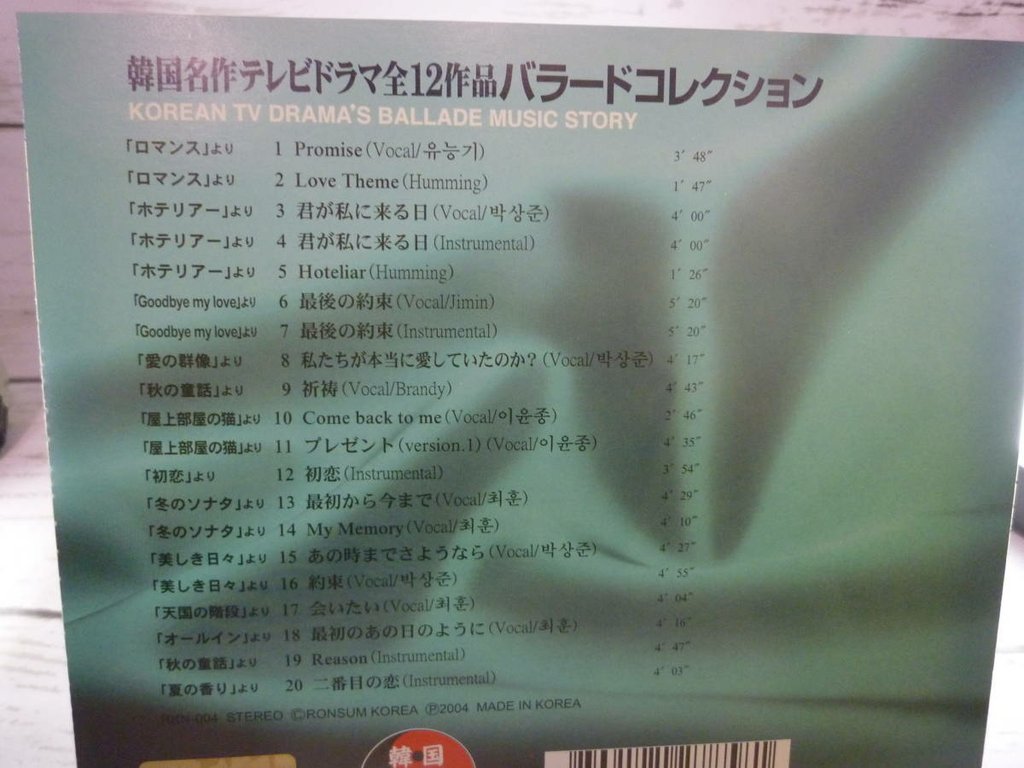 韓国名作テレビドラマ全12作品バラードコレクション
KOREAN TV DRAMA'S BALLADE MUSIC STORY
「ロマンス」より 1 Promise (Vocal/유능기) 3′ 48″
「ロマンス」より 2 Love Theme (Humming) 1′ 47″
「ホテリアー」より 3 君が私に来る日 (Vocal/박상준) 4′ 00″
「ホテリアー」より 4 君が私に来る日 (Instrumental) 4′ 00″
「ホテリアー」より 5 Hoteliar (Humming) 1′ 26″
「Goodbye my love」より 6 最後の約束 (Vocal/Jimin) 5′ 20″
「Goodbye my love」より 7 最後の約束 (Instrumental) 5′ 20″
「愛の群像」より 8 私たちが本当に愛していたのか? (Vocal/박상준) 4′ 17″
「秋の童話」より 9 祈祷 (Vocal/Brandy) 4′ 43″
「屋上部屋の猫」より 10 Come back to me (Vocal/이윤종) 2′ 46″
「屋上部屋の猫」より 11 プレゼント (version.1) (Vocal/이윤종) 4′ 35″
「初恋」より 12 初恋 (Instrumental) 3′ 54″
「冬のソナタ」より 13 最初から今まで (Vocal/최훈) 4′ 29″
「冬のソナタ」より 14 My Memory (Vocal/최훈) 4′ 10″
「美しき日々」より 15 あの時までさようなら (Vocal/박상준) 4′ 27″
「美しき日々」より 16 約束 (Vocal/박상준) 4′ 55″
「天国の階段」より 17 会いたい (Vocal/최훈) 4′ 04″
「オールイン」より 18 最初のあの日のように (Vocal/최훈) 4′ 16″
「秋の童話」より 19 Reason (Instrumental) 4′ 47″
「夏の香り」より 20 二番目の恋 (Instrumental) 4′ 03″
STEREO ⒸRONSUM KOREA Ⓟ2004 MADE IN KOREA
韓国